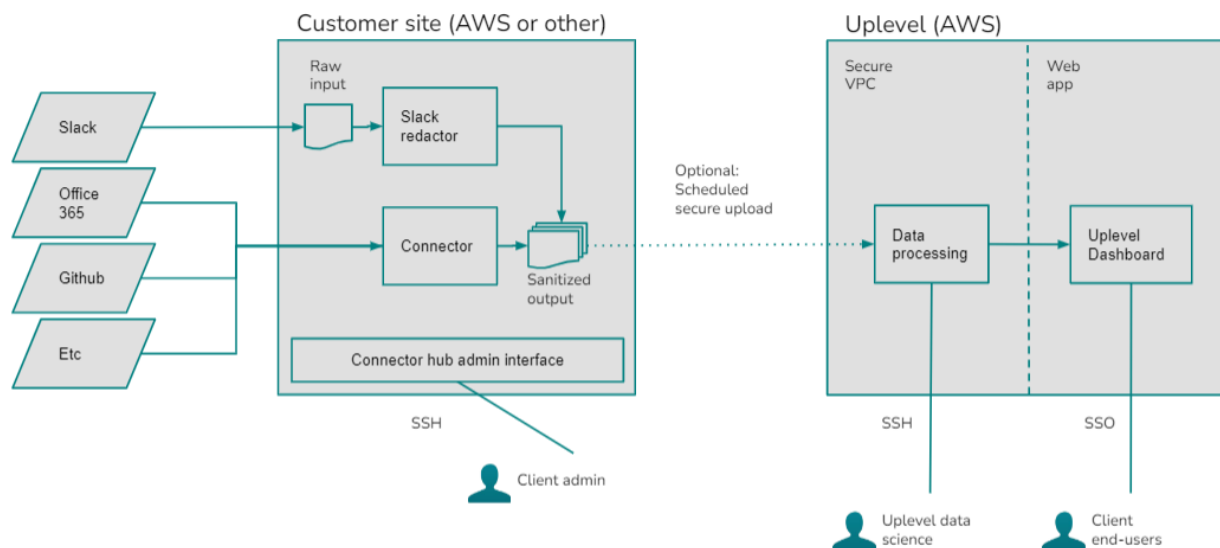 Customer site (AWS or other)
Uplevel (AWS)
Raw
input
Secure
VPC
Web
app
Slack
Slack
redactor
Optional:
Scheduled
secure upload
Office
365
Connector
Data
processing
Uplevel
Dashboard
Github
Sanitized
output
Etc
Connector hub admin interface
SSH
SSH
SSO
Client admin
Uplevel data
science
Client
end-users